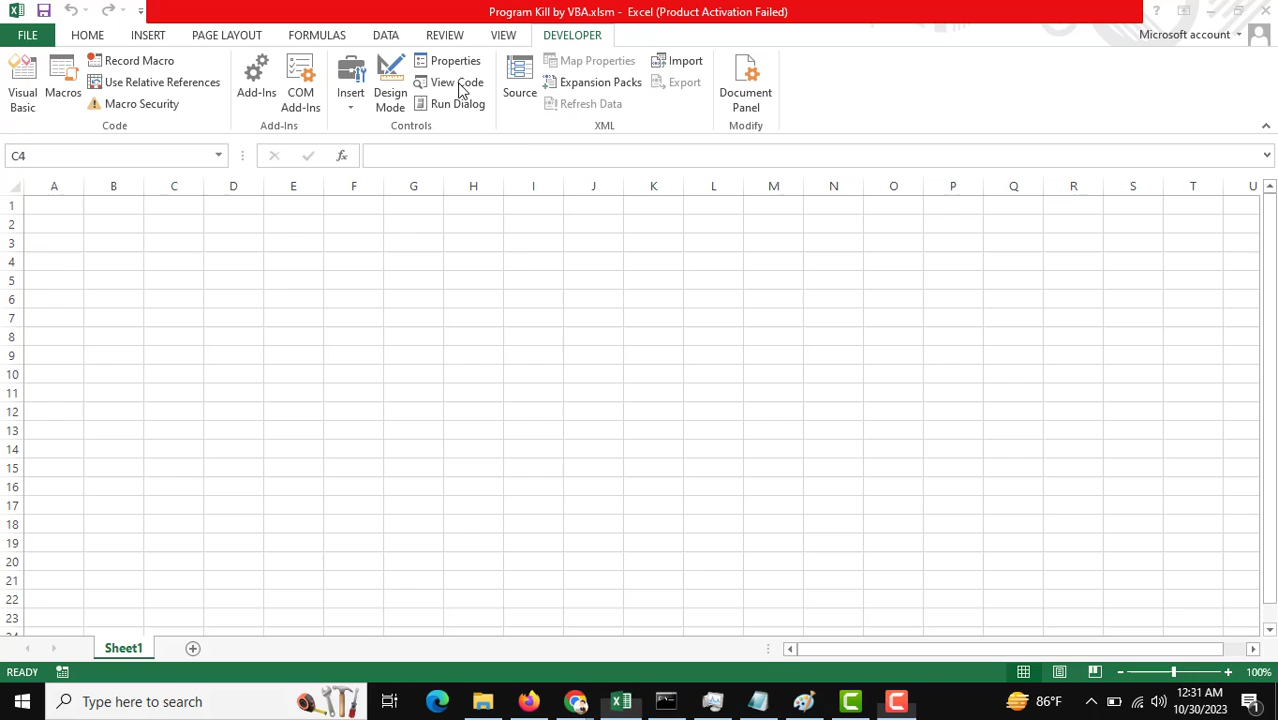 Program Kill by VBA.xlsm - Excel (Product Activation Failed)
FILE HOME INSERT PAGE LAYOUT FORMULAS DATA REVIEW VIEW DEVELOPER Microsoft account
Visual Basic
Macros
Record Macro
Use Relative References
Macro Security
Code
Add-Ins
COM Add-Ins
Add-Ins
Insert
Design Mode
Properties
View Code
Run Dialog
Controls
Source
Map Properties
Expansion Packs
Refresh Data
Import
Export
XML
Document Panel
Modify
C4
fx
A B C D E F G H I J K L M N O P Q R S T U
1
2
3
4
5
6
7
8
9
10
11
12
13
14
15
16
17
18
19
20
21
22
23
24
Sheet1
READY 100%
Type here to search
86°F
12:31 AM
10/30/2023
1